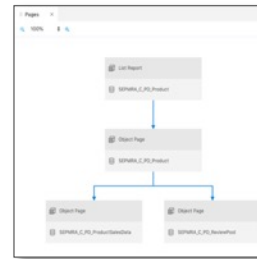 Pages
100%
List Report
SEPMRA_C_PD_Product
Object Page
SEPMRA_C_PD_Product
Object Page
Object Page
SEPMRA_C_PD_ProductSalesData
SEPMRA_C_PD_ReviewPost